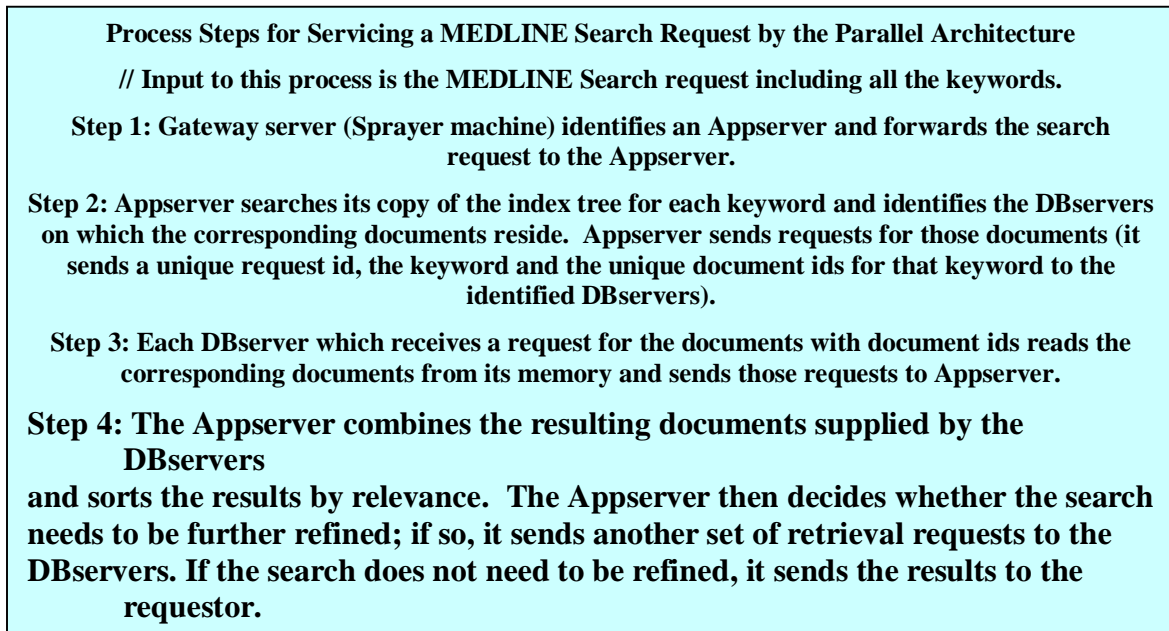 Process Steps for Servicing a MEDLINE Search Request by the Parallel Architecture
// Input to this process is the MEDLINE Search request including all the keywords.
Step 1: Gateway server (Sprayer machine) identifies an Appserver and forwards the search
request to the Appserver.
Step 2: Appserver searches its copy of the index tree for each keyword and identifies the DBservers
on which the corresponding documents reside.  Appserver sends requests for those documents (it
sends a unique request id, the keyword and the unique document ids for that keyword to the
identified DBservers).
Step 3: Each DBserver which receives a request for the documents with document ids reads the
corresponding documents from its memory and sends those requests to Appserver.
Step 4: The Appserver combines the resulting documents supplied by the
DBservers
and sorts the results by relevance.  The Appserver then decides whether the search
needs to be further refined; if so, it sends another set of retrieval requests to the
DBservers. If the search does not need to be refined, it sends the results to the
requestor.